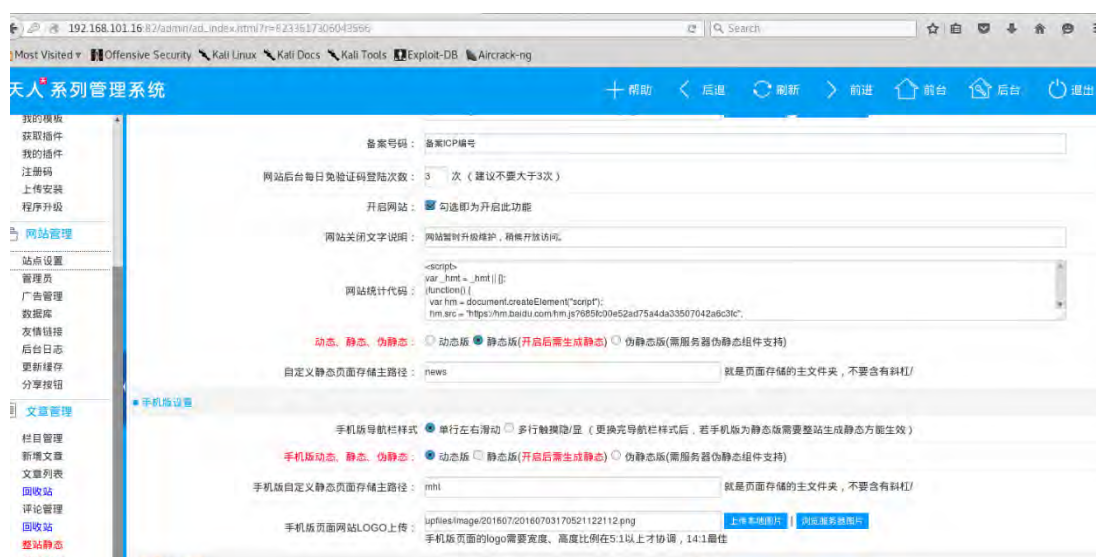 192.168.101.16:82/admin/ad_index.html?n=8233617306043566
Search
Most Visited
Offensive Security
Kali Linux
Kali Docs
Kali Tools
Exploit-DB
Aircrack-ng
天人系列管理系统
帮助
后退
刷新
前进
前台
后台
退出
我的模板
获取插件
我的插件
注册码
上传安装
程序升级
网站管理
站点设置
管理员
广告管理
数据库
友情链接
后台日志
更新缓存
分享按钮
文章管理
栏目管理
新增文章
文章列表
回收站
评论管理
回收站
整站静态
备案号码： 备案ICP编号
网站后台每日免验证码登陆次数： 3 次 （建议不要大于3次）
开启网站： 勾选即为开启此功能
网站关闭文字说明： 网站暂时升级维护，稍候开放访问。
网站统计代码：
<script>
var _hmt = _hmt || [];
(function() {
var hm = document.createElement("script");
hm.src = "https://hm.baidu.com/hm.js?685fc00e52ad75a4da33507042a6c3fc";
动态、静态、伪静态： 动态版 静态版(开启后需生成静态) 伪静态版(需服务器伪静态组件支持)
自定义静态页面存储主路径： news 就是页面存储的主文件夹，不要含有斜杠/
手机版设置
手机版导航栏样式 单行左右滑动 多行触摸隐/显 （更换完导航栏样式后，若手机版为静态版需要整站生成静态方能生效）
手机版动态、静态、伪静态： 动态版 静态版(开启后需生成静态) 伪静态版(需服务器伪静态组件支持)
手机版自定义静态页面存储主路径： mht 就是页面存储的主文件夹，不要含有斜杠/
手机版页面网站LOGO上传： upfiles/image/201607/20160703170521122112.png 上传本地图片 | 浏览服务器图片
手机版页面的logo需要宽度、高度比例在5:1以上才协调，14:1最佳